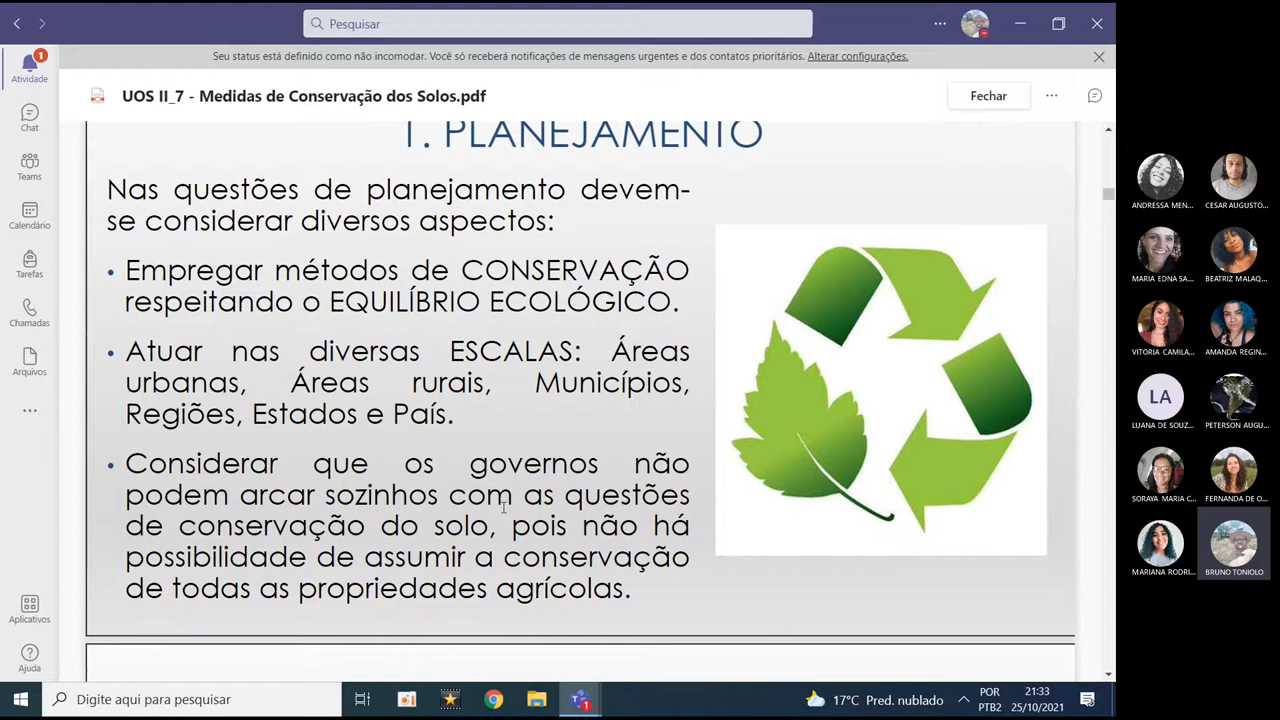 Pesquisar
Seu status está definido como não incomodar. Você só receberá notificações de mensagens urgentes e dos contatos prioritários. Alterar configurações.
1
Atividade
Chat
Teams
Calendário
Tarefas
Chamadas
Arquivos
Aplicativos
Ajuda
UOS II_7 - Medidas de Conservação dos Solos.pdf
Fechar
1. PLANEJAMENTO
Nas questões de planejamento devem-
se considerar diversos aspectos:
• Empregar métodos de CONSERVAÇÃO
respeitando o EQUILÍBRIO ECOLÓGICO.
• Atuar nas diversas ESCALAS: Áreas
urbanas, Áreas rurais, Municípios,
Regiões, Estados e País.
• Considerar que os governos não
podem arcar sozinhos com as questões
de conservação do solo, pois não há
possibilidade de assumir a conservação
de todas as propriedades agrícolas.
ANDRESSA MEN...
CESAR AUGUSTO...
MARIA EDNA SA...
BEATRIZ MALAQ...
VITORIA CAMILA...
AMANDA REGIN...
LA
LUANA DE SOUZ...
PETERSON AUGU...
SORAYA MARIA C...
FERNANDA DE O...
MARIANA RODRI...
BRUNO TONIOLO
Digite aqui para pesquisar
1
17°C Pred. nublado
POR
PTB2
21:33
25/10/2021